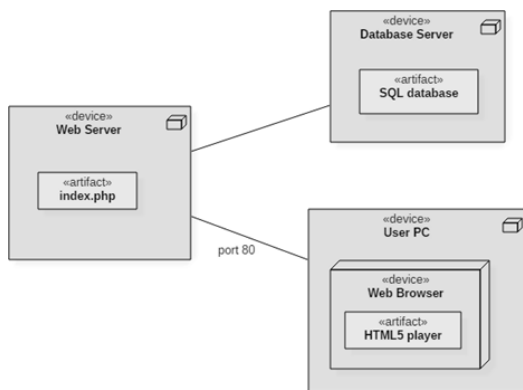 «device»
Web Server
«artifact»
index.php
«device»
Database Server
«artifact»
SQL database
port 80
«device»
User PC
«device»
Web Browser
«artifact»
HTML5 player